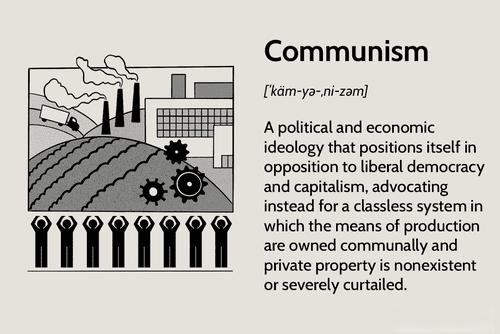 Communism
['käm-yə-,ni-zəm]
A political and economic
ideology that positions itself in
opposition to liberal democracy
and capitalism, advocating
instead for a classless system in
which the means of production
are owned communally and
private property is nonexistent
or severely curtailed.